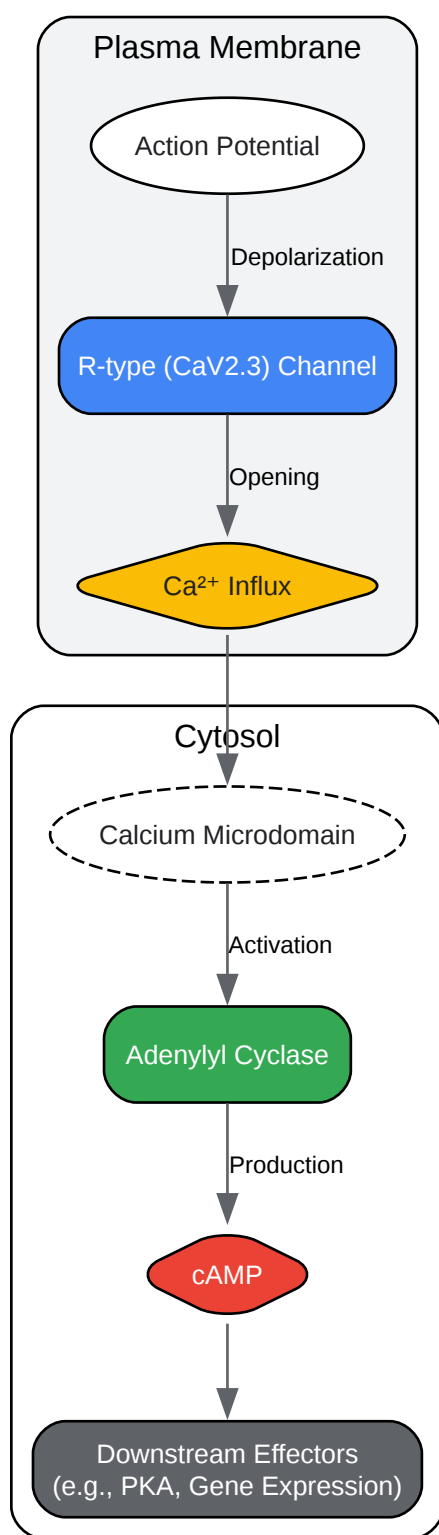 Plasma Membrane
Action Potential
Depolarization
R-type (CaV2.3) Channel
Opening
Ca²⁺ Influx
Cytosol
Calcium Microdomain
Activation
Adenylyl Cyclase
Production
cAMP
Downstream Effectors
(e.g., PKA, Gene Expression)